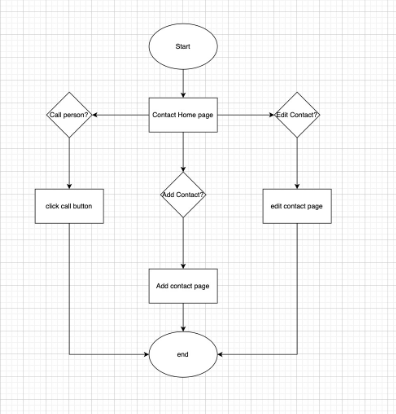 Start
Call person?
Contact Home page
Edit Contact?
Add Contact?
click call button
edit contact page
Add contact page
end